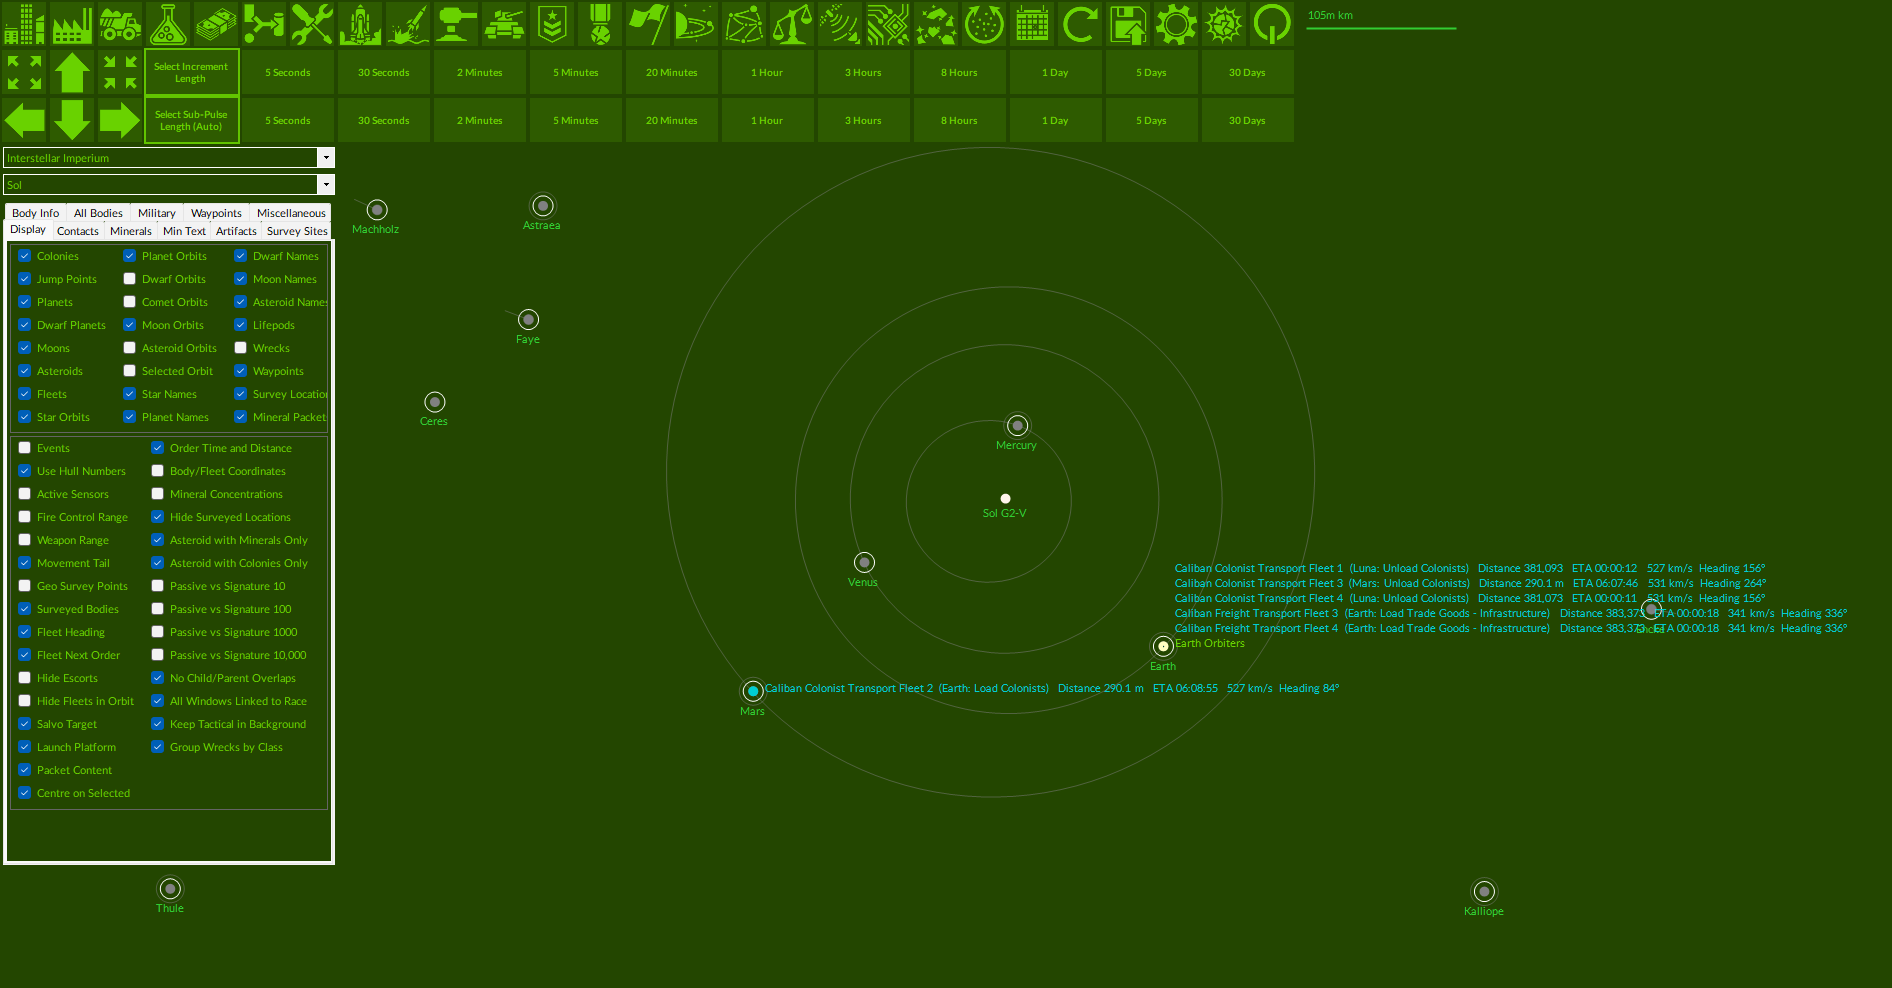 105m km
Select Increment
Length
5 Seconds
30 Seconds
2 Minutes
5 Minutes
20 Minutes
1 Hour
3 Hours
8 Hours
1 Day
5 Days
30 Days
Select Sub-Pulse
Length (Auto)
5 Seconds
30 Seconds
2 Minutes
5 Minutes
20 Minutes
1 Hour
3 Hours
8 Hours
1 Day
5 Days
30 Days
Interstellar Imperium
Sol
Body Info All Bodies Military Waypoints Miscellaneous
Display Contacts Minerals Min Text Artifacts Survey Sites
Colonies Planet Orbits Dwarf Names
Jump Points Dwarf Orbits Moon Names
Planets Comet Orbits Asteroid Names
Dwarf Planets Moon Orbits Lifepods
Moons Asteroid Orbits Wrecks
Asteroids Selected Orbit Waypoints
Fleets Star Names Survey Locatior
Star Orbits Planet Names Mineral Packet
Events Order Time and Distance
Use Hull Numbers Body/Fleet Coordinates
Active Sensors Mineral Concentrations
Fire Control Range Hide Surveyed Locations
Weapon Range Asteroid with Minerals Only
Movement Tail Asteroid with Colonies Only
Geo Survey Points Passive vs Signature 10
Surveyed Bodies Passive vs Signature 100
Fleet Heading Passive vs Signature 1000
Fleet Next Order Passive vs Signature 10,000
Hide Escorts No Child/Parent Overlaps
Hide Fleets in Orbit All Windows Linked to Race
Salvo Target Keep Tactical in Background
Launch Platform Group Wrecks by Class
Packet Content
Centre on Selected
Machholz
Astraea
Faye
Ceres
Mercury
Sol G2-V
Venus
Caliban Colonist Transport Fleet 1 (Luna: Unload Colonists) Distance 381,093 ETA 00:00:12 527 km/s Heading 156°
Caliban Colonist Transport Fleet 3 (Mars: Unload Colonists) Distance 290.1 m ETA 06:07:46 531 km/s Heading 264°
Caliban Colonist Transport Fleet 4 (Luna: Unload Colonists) Distance 381,073 ETA 00:00:11 531 km/s Heading 156°
Caliban Freight Transport Fleet 3 (Earth: Load Trade Goods - Infrastructure) Distance 383,373 ETA 00:00:18 341 km/s Heading 336°
Caliban Freight Transport Fleet 4 (Earth: Load Trade Goods - Infrastructure) Distance 383,373 ETA 00:00:18 341 km/s Heading 336°
Earth Orbiters
Earth
Caliban Colonist Transport Fleet 2 (Earth: Load Colonists) Distance 290.1 m ETA 06:08:55 527 km/s Heading 84°
Mars
Thule
Kalliope